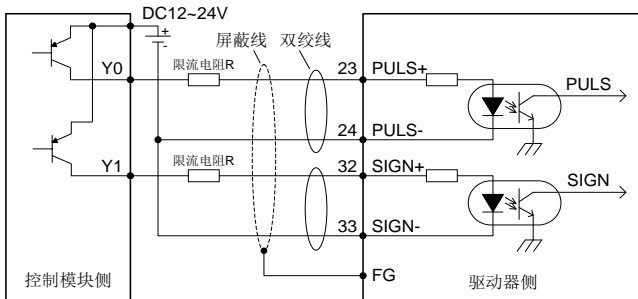 DC12~24V
+
-
屏蔽线 双绞线
Y0 限流电阻R 23 PULS+ PULS
24 PULS-
Y1 限流电阻R 32 SIGN+ SIGN
33 SIGN-
FG
控制模块侧 驱动器侧